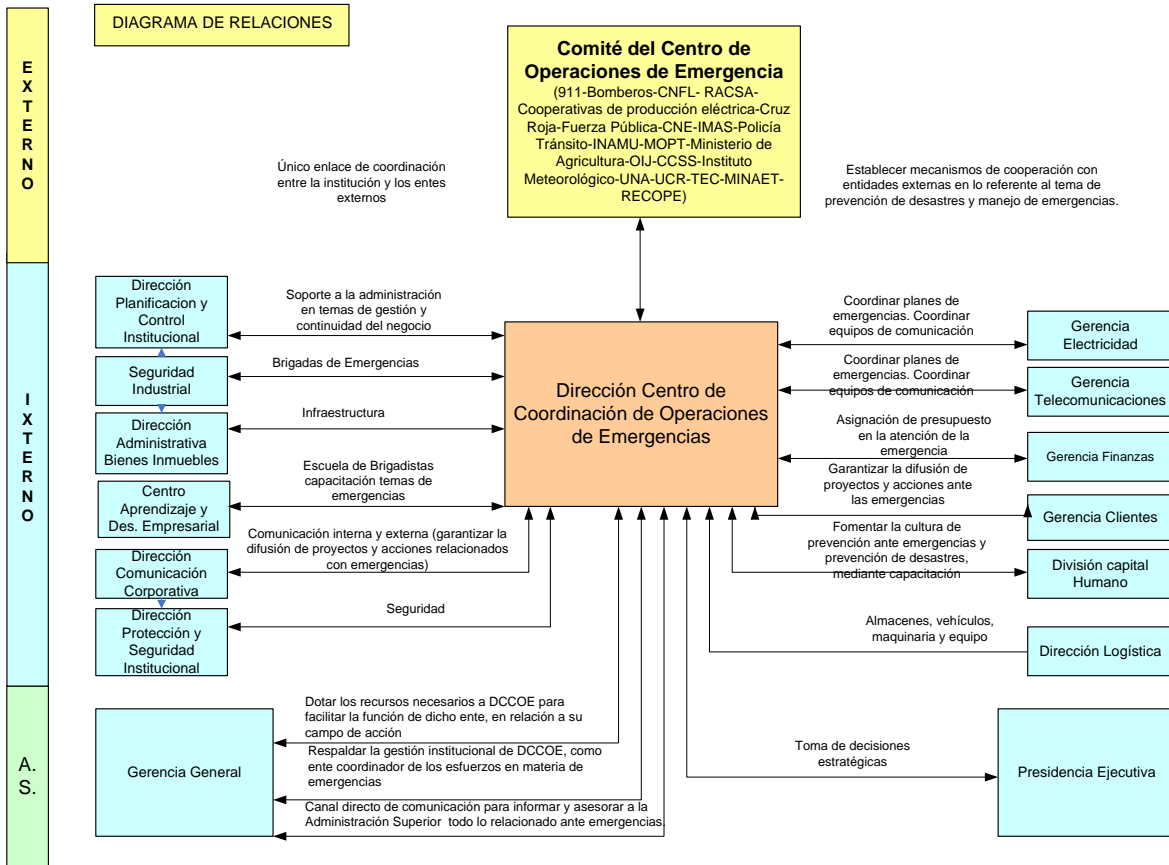 DIAGRAMA DE RELACIONES
E
X
T
E
R
N
O
Comité del Centro de
Operaciones de Emergencia
(911-Bomberos-CNFL- RACSA-
Cooperativas de producción eléctrica-Cruz
Roja-Fuerza Pública-CNE-IMAS-Policía
Tránsito-INAMU-MOPT-Ministerio de
Agricultura-OIJ-CCSS-Instituto
Meteorológico-UNA-UCR-TEC-MINAET-
RECOPE)
Único enlace de coordinación
entre la institución y los entes
externos
Establecer mecanismos de cooperación con
entidades externas en lo referente al tema de
prevención de desastres y manejo de emergencias.
I
X
T
E
R
N
O
Dirección
Planificacion y
Control
Institucional
Soporte a la administración
en temas de gestión y
continuidad del negocio
Seguridad
Industrial
Brigadas de Emergencias
Dirección
Administrativa
Bienes Inmuebles
Infraestructura
Centro
Aprendizaje y
Des. Empresarial
Escuela de Brigadistas
capacitación temas de
emergencias
Dirección
Comunicación
Corporativa
Comunicación interna y externa (garantizar la
difusión de proyectos y acciones relacionados
con emergencias)
Dirección
Protección y
Seguridad
Institucional
Seguridad
Dirección Centro de
Coordinación de Operaciones
de Emergencias
Coordinar planes de
emergencias. Coordinar
equipos de comunicación
Gerencia
Electricidad
Coordinar planes de
emergencias. Coordinar
equipos de comunicación
Gerencia
Telecomunicaciones
Asignación de presupuesto
en la atención de la
emergencia
Gerencia Finanzas
Garantizar la difusión de
proyectos y acciones ante
las emergencias
Gerencia Clientes
Fomentar la cultura de
prevención ante emergencias y
prevención de desastres,
mediante capacitación
División capital
Humano
Almacenes, vehículos,
maquinaria y equipo
Dirección Logística
A.
S.
Gerencia General
Dotar los recursos necesarios a DCCOE para
facilitar la función de dicho ente, en relación a su
campo de acción
Respaldar la gestión institucional de DCCOE, como
ente coordinador de los esfuerzos en materia de
emergencias
Canal directo de comunicación para informar y asesorar a la
Administración Superior todo lo relacionado ante emergencias.
Toma de decisiones
estratégicas
Presidencia Ejecutiva